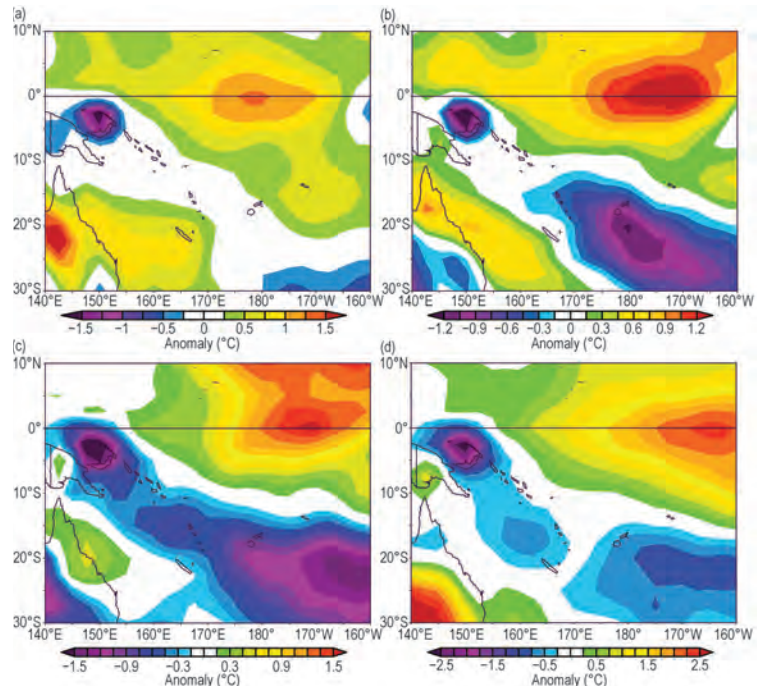 (a) (b)
10°N 10°N
0° 0°
10°S 10°S
20°S 20°S
30°S 30°S
140°E 150°E 160°E 170°E 180° 170°W 160°W 140°E 150°E 160°E 170°E 180° 170°W 160°W
−1.5 −1 −0.5 0 0.5 1 1.5 −1.2 −0.9 −0.6 −0.3 0 0.3 0.6 0.9 1.2
Anomaly (°C) Anomaly (°C)
(c) (d)
10°N 10°N
0° 0°
10°S 10°S
20°S 20°S
30°S 30°S
140°E 150°E 160°E 170°E 180° 170°W 160°W 140°E 150°E 160°E 170°E 180° 170°W 160°W
−1.5 −0.9 −0.3 0.3 0.9 1.5 −2.5 −1.5 −0.5 0.5 1.5 2.5
Anomaly (°C) Anomaly (°C)